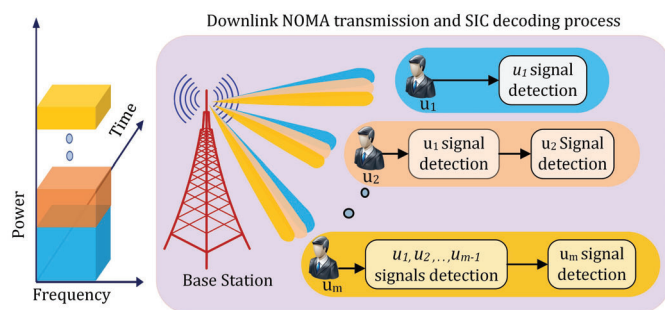 Downlink NOMA transmission and SIC decoding process
Power
Time
Frequency
Base Station
u1
u1 signal
detection
u2
u1 signal
detection
u2 Signal
detection
um
u1, u2 ,..,um-1
signals detection
um signal
detection